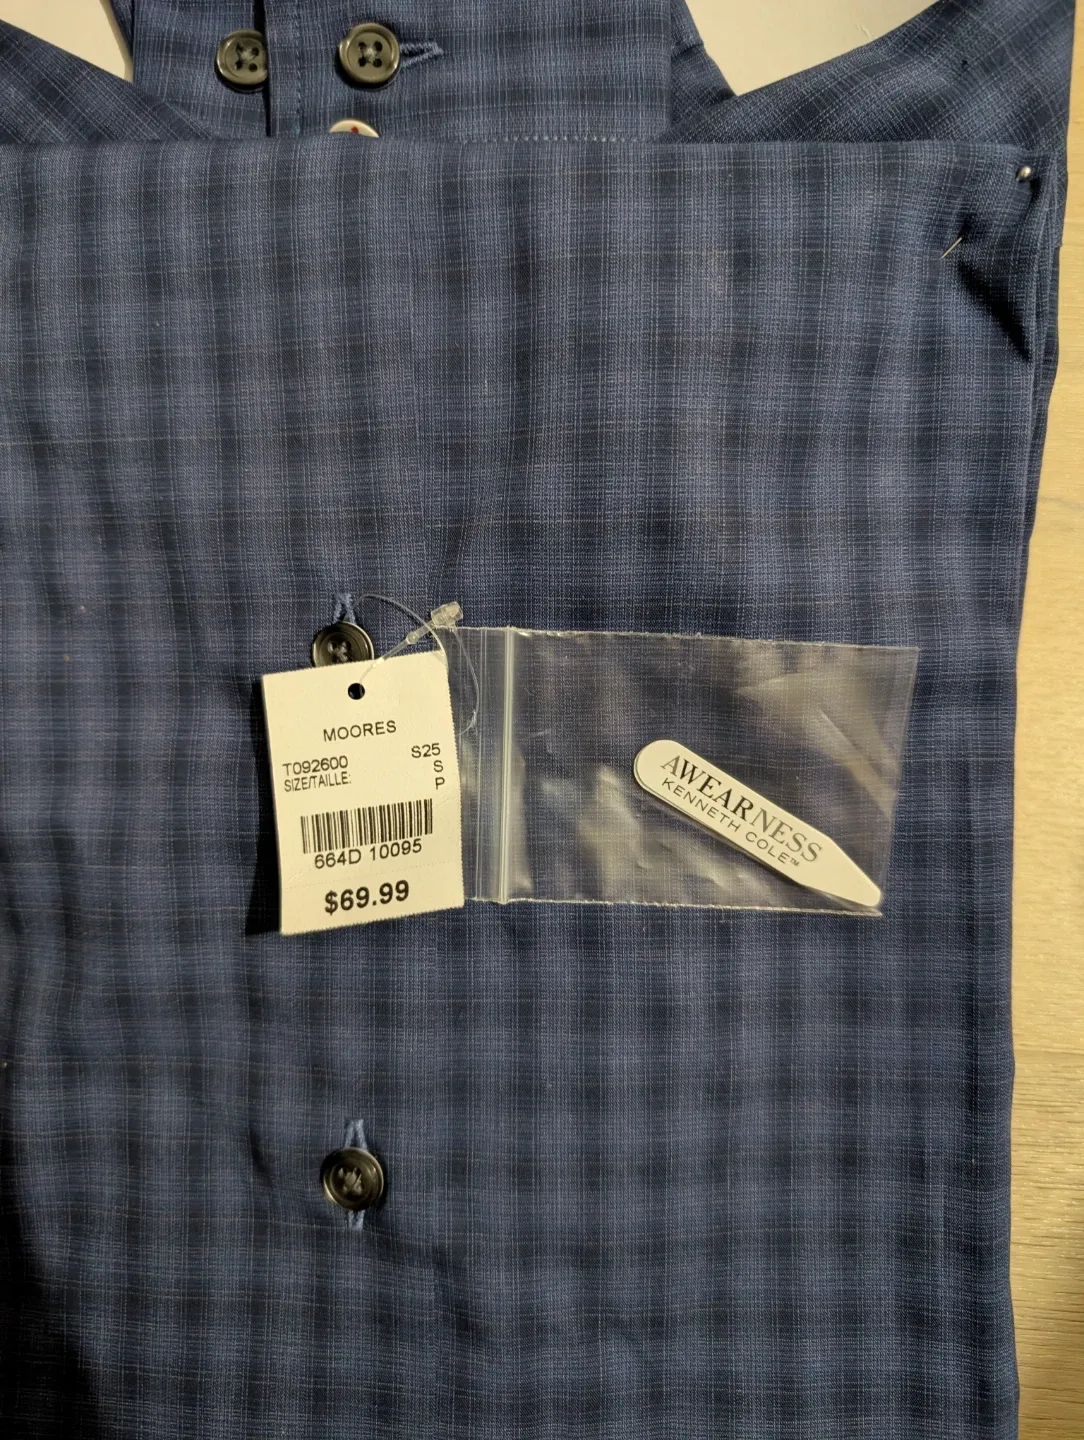 MOORES
T092600 S25
SIZE/TAILLE: S
P
664D 10095
$69.99
AWEARNESS
KENNETH COLE™